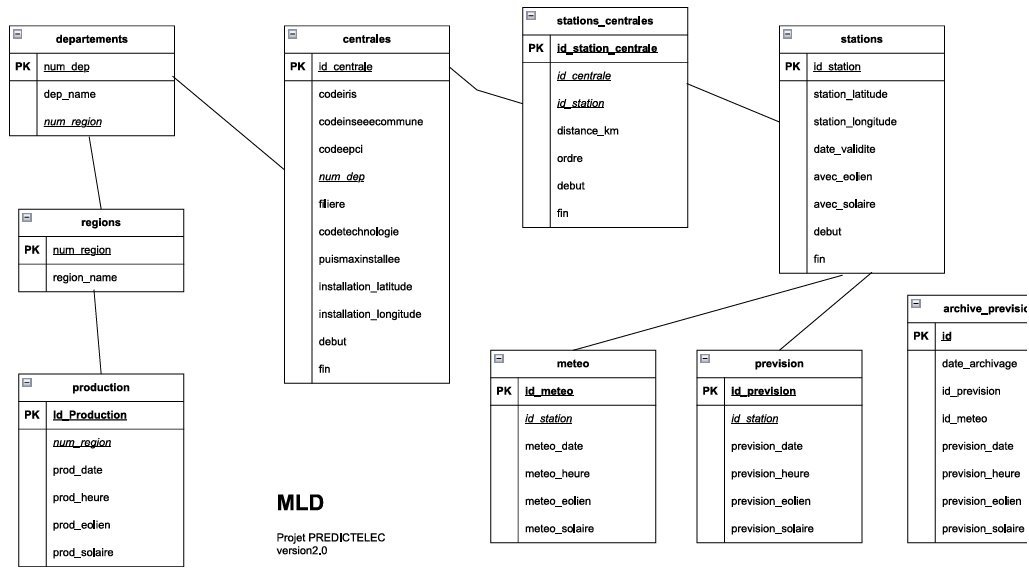 departements
PK num_dep
dep_name
num_region
centrales
PK id_centrale
codeiris
codeinseeecommune
codeepci
num_dep
filiere
codetechnologie
puismaxinstallee
installation_latitude
installation_longitude
debut
fin
stations_centrales
PK id_station_centrale
id_centrale
id_station
distance_km
ordre
debut
fin
stations
PK id_station
station_latitude
station_longitude
date_validite
avec_eolien
avec_solaire
debut
fin
regions
PK num_region
region_name
production
PK Id_Production
num_region
prod_date
prod_heure
prod_eolien
prod_solaire
meteo
PK id_meteo
id_station
meteo_date
meteo_heure
meteo_eolien
meteo_solaire
prevision
PK id_prevision
id_station
prevision_date
prevision_heure
prevision_eolien
prevision_solaire
archive_previsio
PK id
date_archivage
id_prevision
id_meteo
prevision_date
prevision_heure
prevision_eolien
prevision_solaire
MLD
Projet PREDICTELEC
version2.0